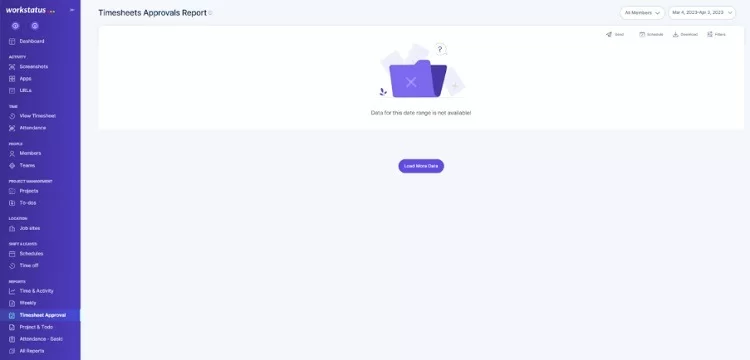 workstatus
Dashboard
ACTIVITY
Screenshots
Apps
URLs
TIME
View Timesheet
Attendance
PEOPLE
Members
Teams
PROJECT MANAGEMENT
Projects
To-dos
LOCATION
Job sites
SHIFT & LEAVES
Schedules
Time off
REPORTS
Time & Activity
Weekly
Timesheet Approval
Project & Todo
Attendance - Basic
All Reports
Timesheets Approvals Report
All Members
Mar 4, 2023-Apr 2, 2023
Send
Schedule
Download
Filters
?
Data for this date range is not available!
Load More Data